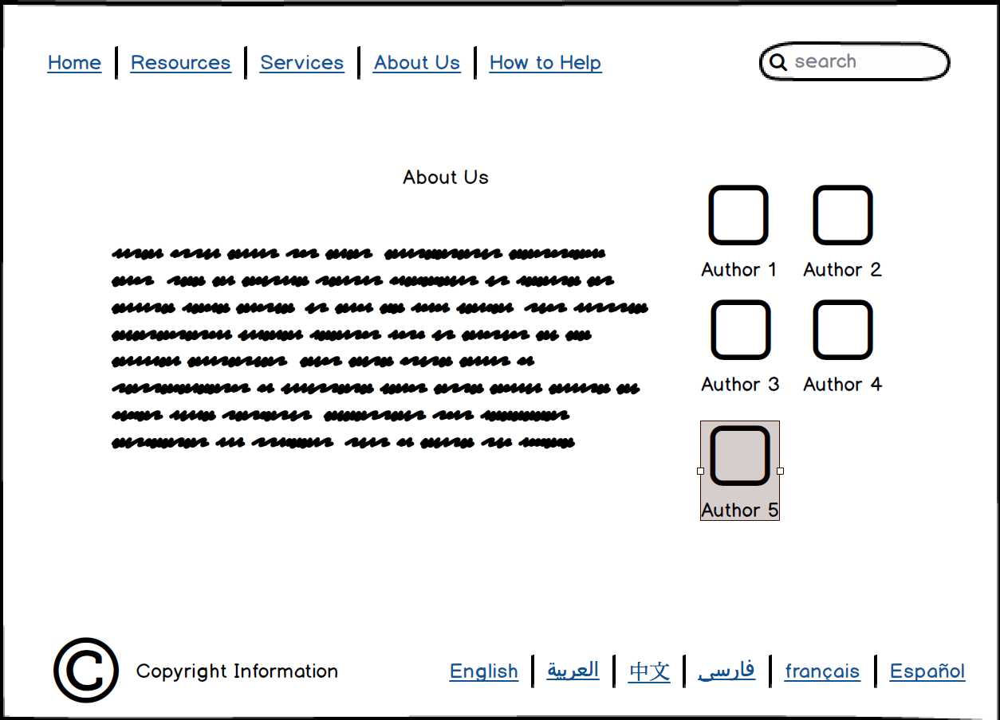 Home | Resources | Services | About Us | How to Help
search
About Us
Author 1
Author 2
Author 3
Author 4
Author 5
© Copyright Information
English | العربية | 中文 | فارسی | français | Español